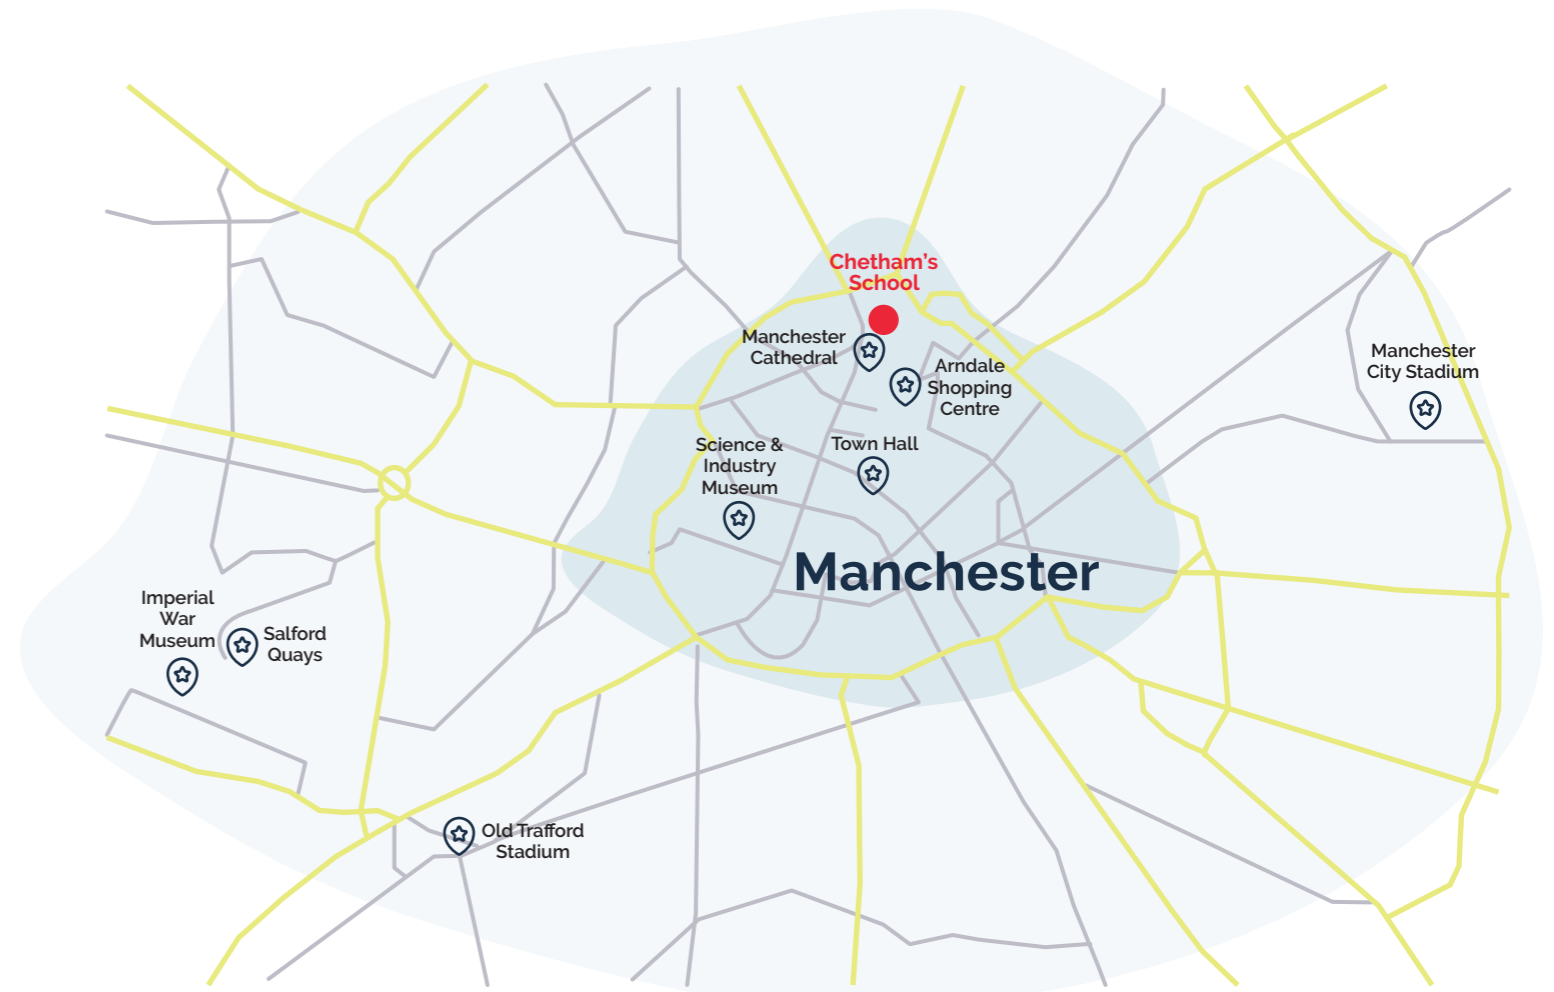 Chetham’s
School
Manchester
Cathedral
Arndale
Shopping
Centre
Manchester
City Stadium
Science &
Industry
Museum
Town Hall
Manchester
Imperial
War
Museum
Salford
Quays
Old Trafford
Stadium